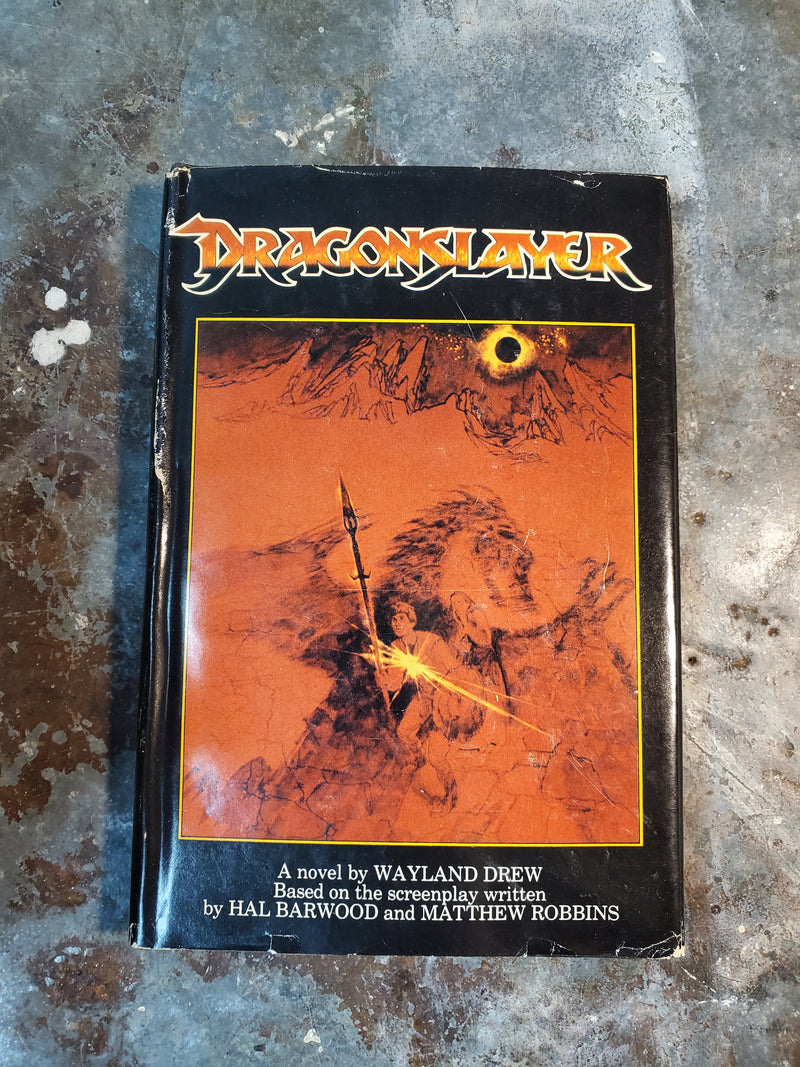 DRAGONSLAYER
A novel by WAYLAND DREW
Based on the screenplay written
by HAL BARWOOD and MATTHEW ROBBINS